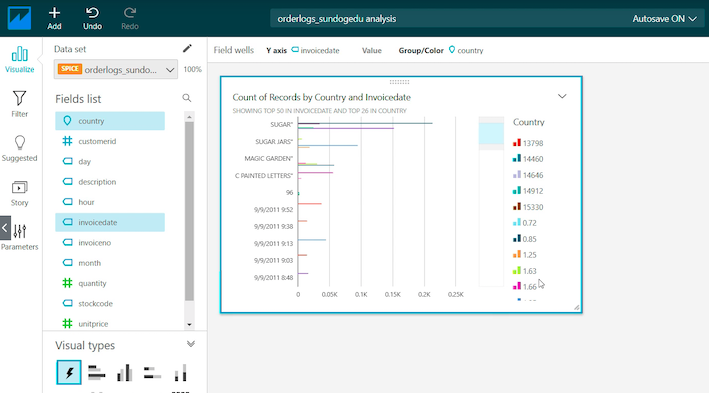 Add
Undo
Redo
orderlogs_sundogedu analysis
Autosave ON
Visualize
Filter
Suggested
Story
Parameters
Data set
SPICE orderlogs_sundo... 100%
Fields list
country
customerid
day
description
hour
invoicedate
invoiceno
month
quantity
stockcode
unitprice
Visual types
Field wells Y axis invoicedate Value Group/Color country
Count of Records by Country and Invoicedate
SHOWING TOP 50 IN INVOICEDATE AND TOP 26 IN COUNTRY
SUGAR"
SUGAR JARS"
MAGIC GARDEN"
C PAINTED LETTERS"
96
9/9/2011 9:52
9/9/2011 9:38
9/9/2011 9:13
9/9/2011 9:03
9/9/2011 8:48
0 0.05K 0.1K 0.15K 0.2K 0.25K
Country
13798
14460
14646
14912
15330
0.72
0.85
1.25
1.63
1.66